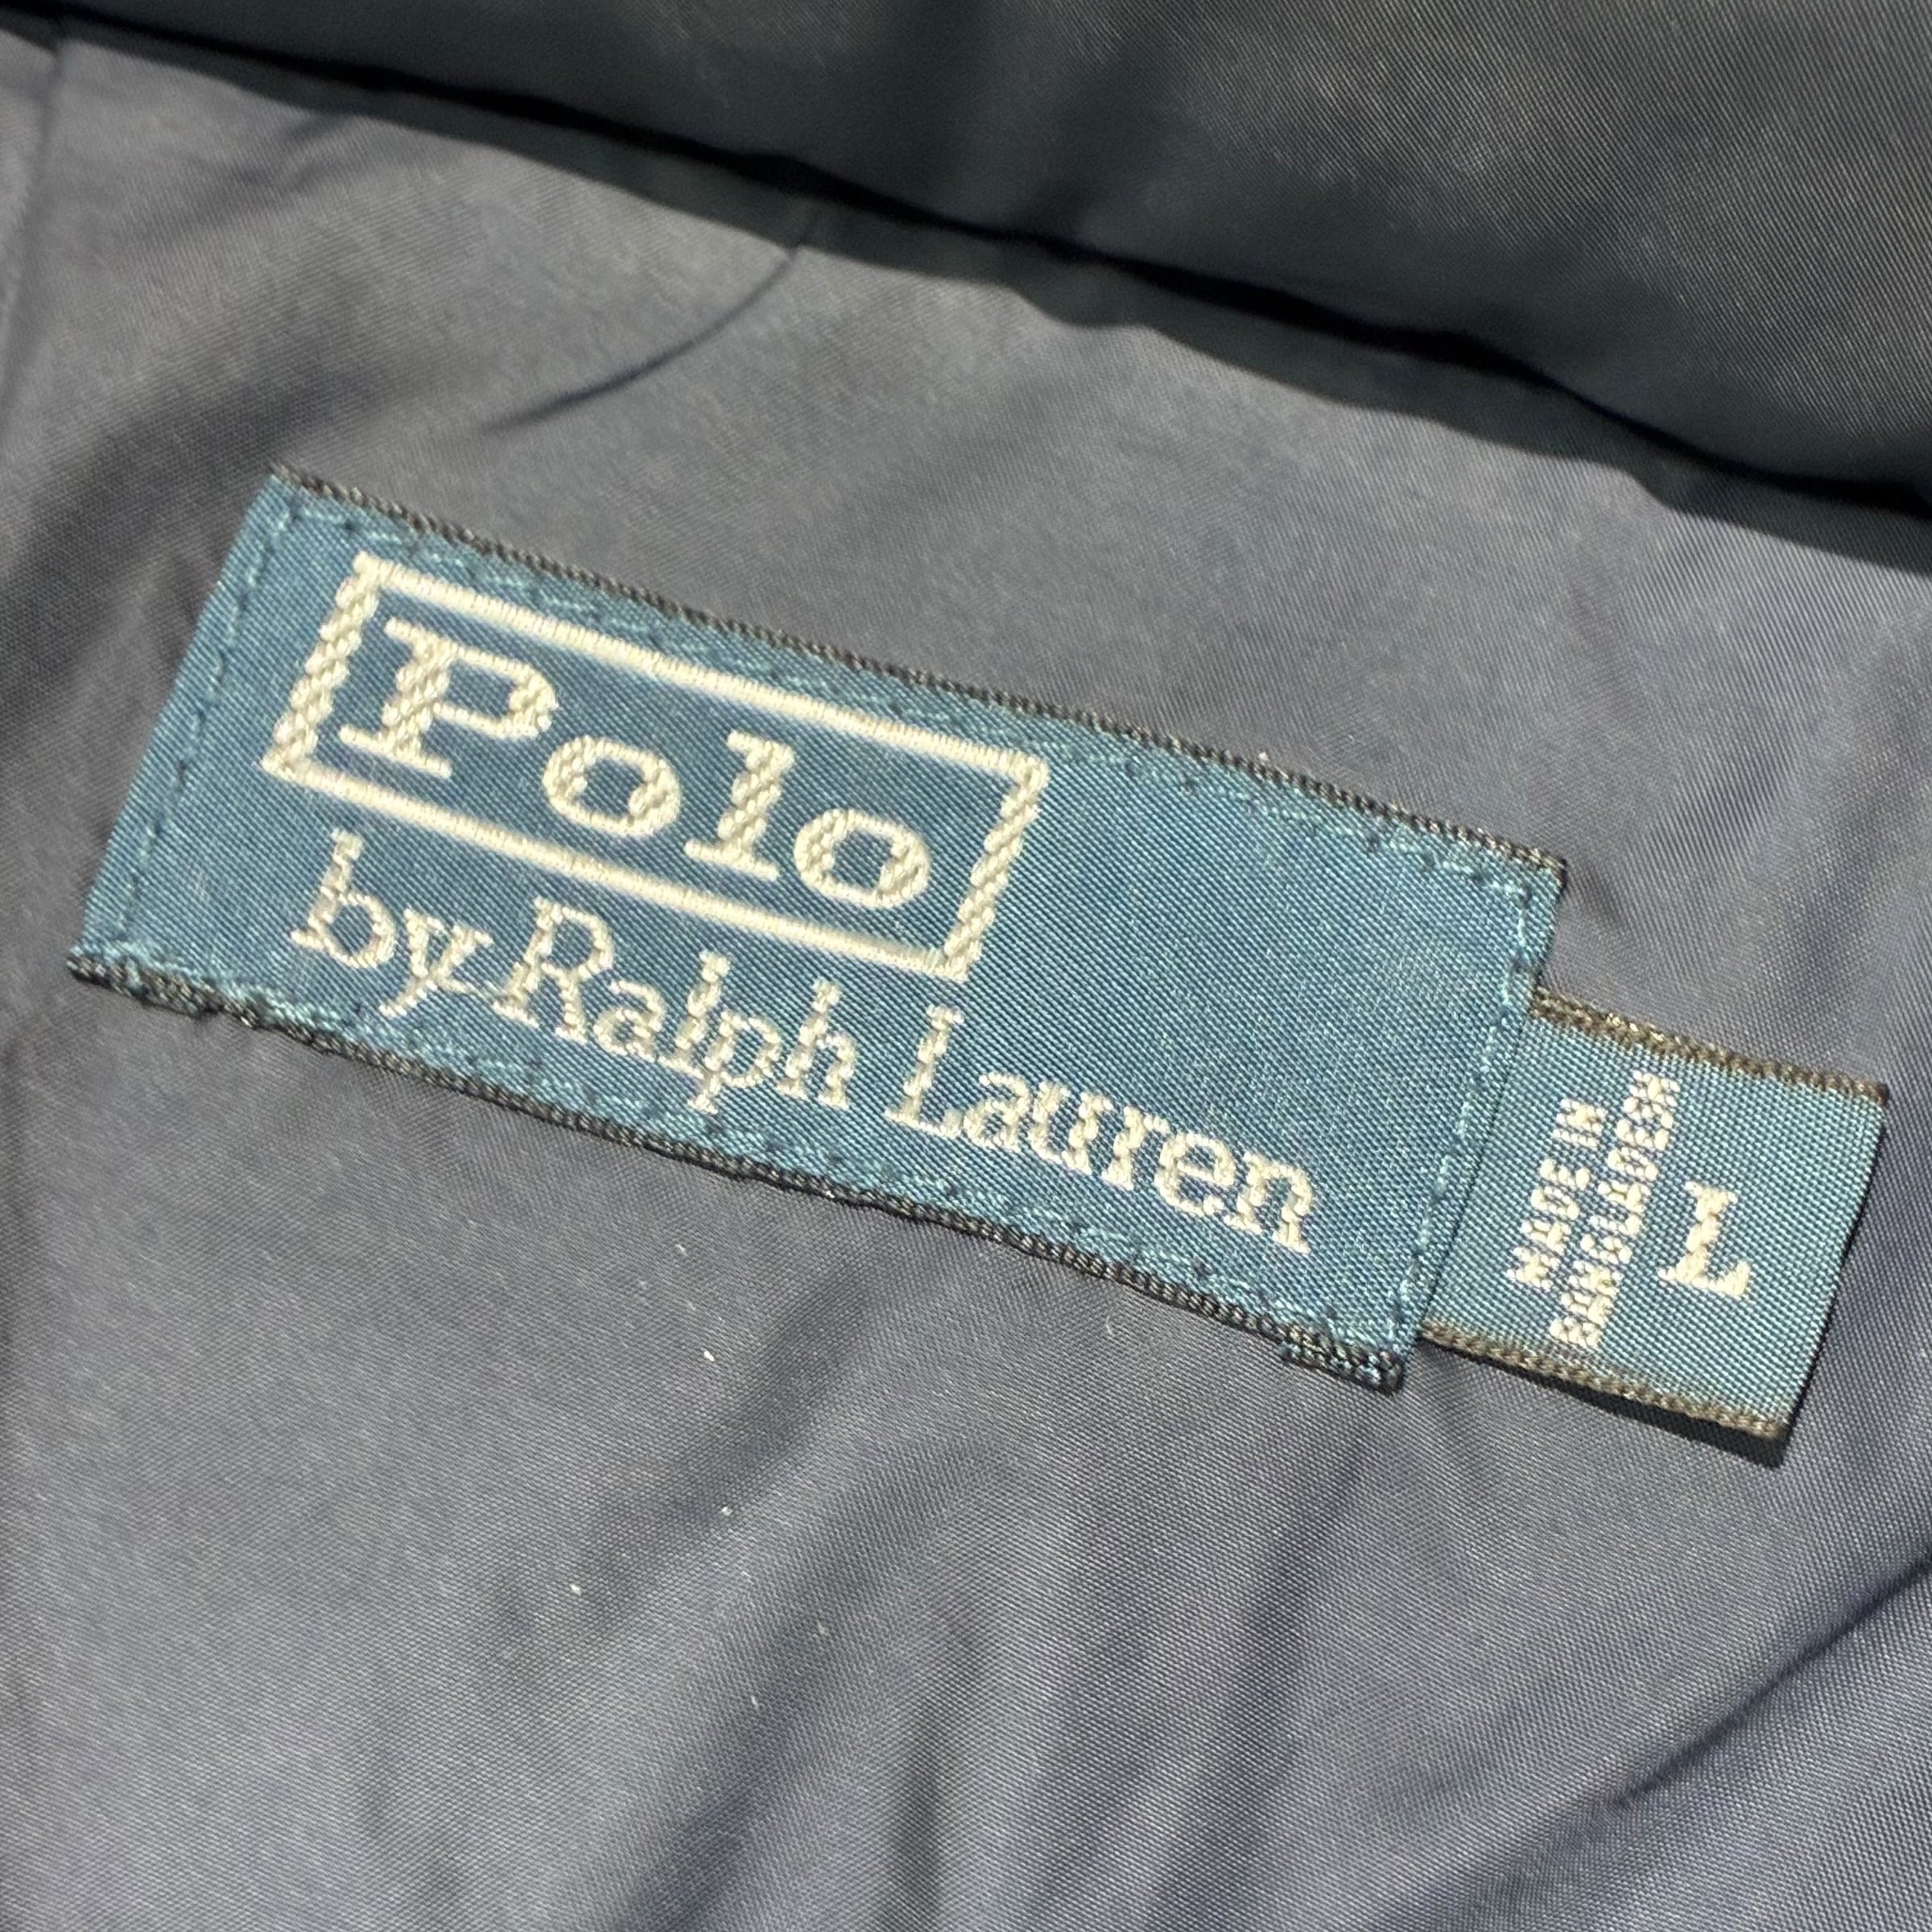 Polo
by Ralph Lauren
MADE IN
BANGLADESH
L